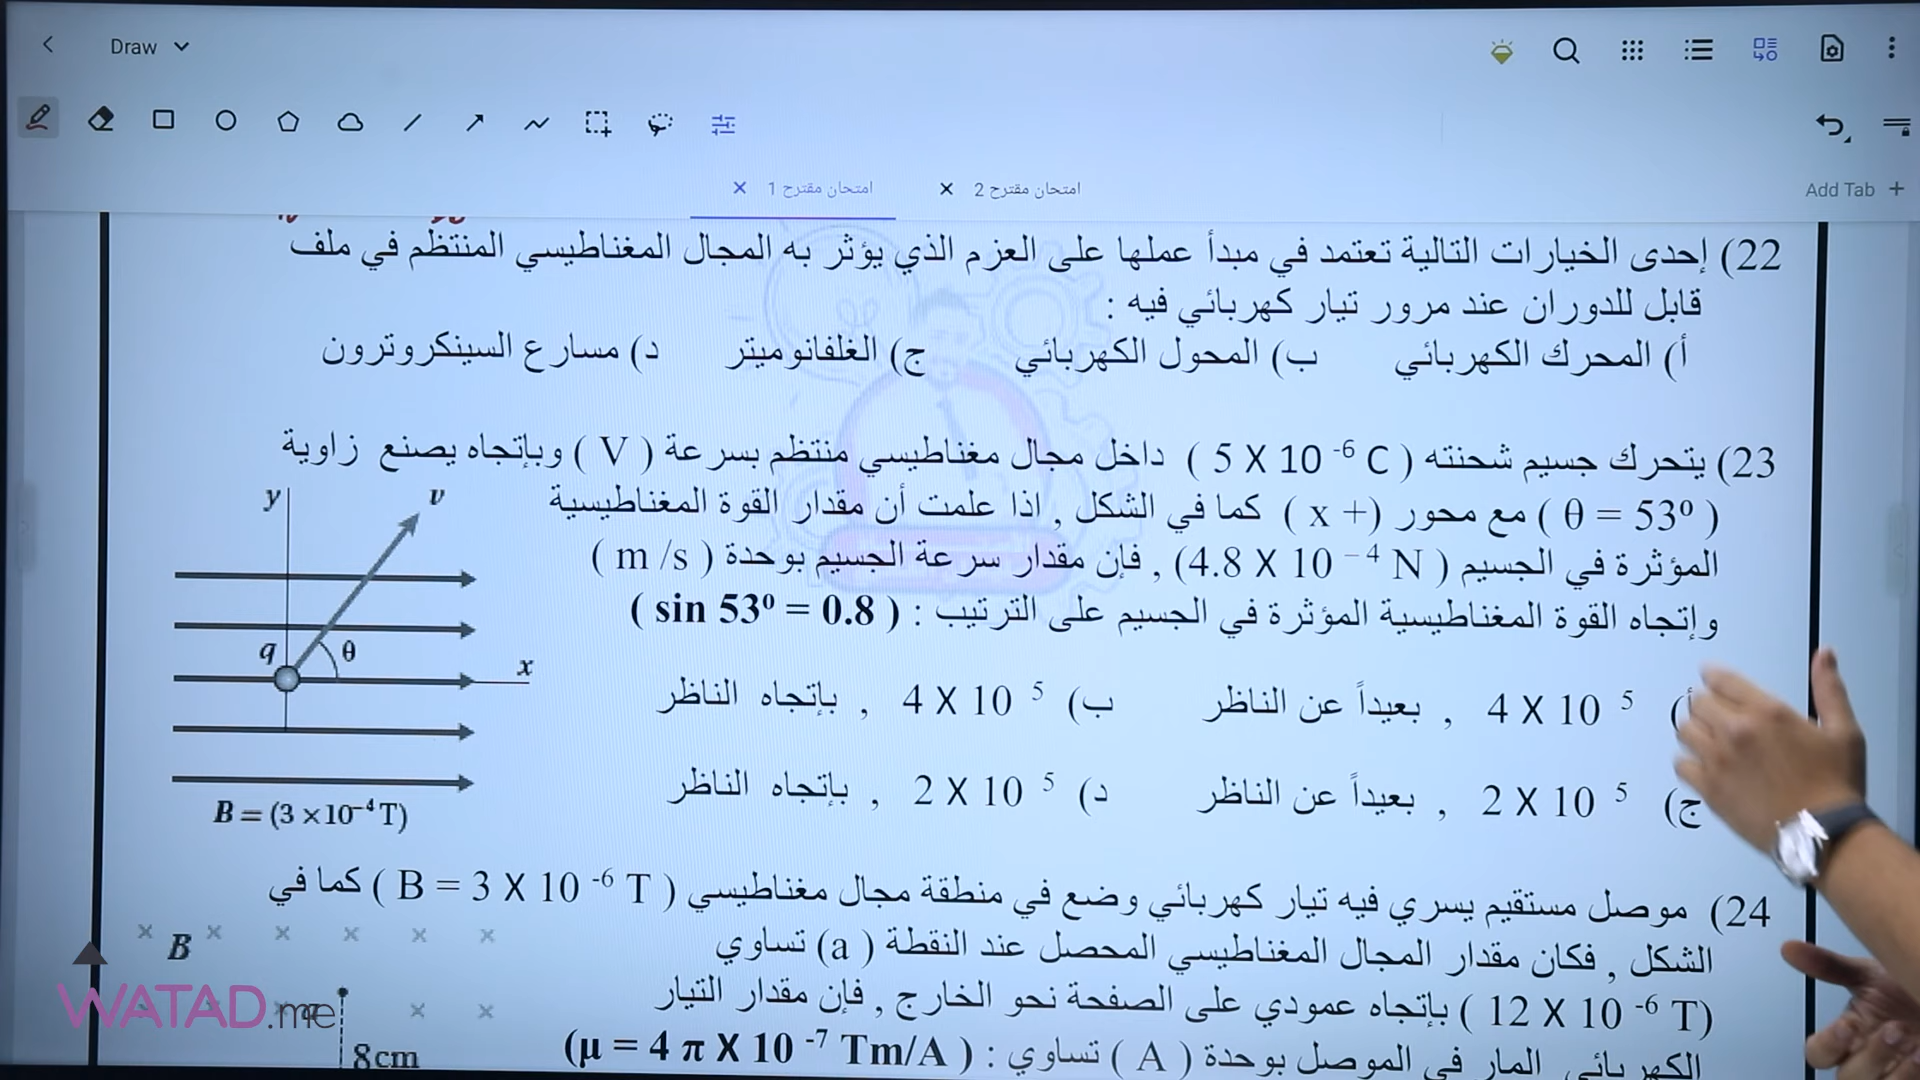 Draw
امتحان مقترح 1
امتحان مقترح 2
Add Tab +
22) إحدى الخيارات التالية تعتمد في مبدأ عملها على العزم الذي يؤثر به المجال المغناطيسي المنتظم في ملف
قابل للدوران عند مرور تيار كهربائي فيه :
أ) المحرك الكهربائي ب) المحول الكهربائي ج) الغلفانوميتر د) مسارع السينكروترون
23) يتحرك جسيم شحنته ( 5 X 10 -6 C ) داخل مجال مغناطيسي منتظم بسرعة ( V ) وبإتجاه يصنع زاوية
( θ = 53⁰ ) مع محور ( x +) كما في الشكل , اذا علمت أن مقدار القوة المغناطيسية
المؤثرة في الجسيم ( 4.8 X 10 – 4 N) , فإن مقدار سرعة الجسيم بوحدة ( m /s )
وإتجاه القوة المغناطيسية المؤثرة في الجسيم على الترتيب : ( sin 53⁰ = 0.8 )
أ) 4 X 10 5 , بعيداً عن الناظر ب) 4 X 10 5 , بإتجاه الناظر
ج) 2 X 10 5 , بعيداً عن الناظر د) 2 X 10 5 , بإتجاه الناظر
y
v
q
θ
x
B = (3 ×10⁻⁴ T)
24) موصل مستقيم يسري فيه تيار كهربائي وضع في منطقة مجال مغناطيسي ( B = 3 X 10 -6 T ) كما في
الشكل , فكان مقدار المجال المغناطيسي المحصل عند النقطة ( a) تساوي
( 12 X 10 -6 T) بإتجاه عمودي على الصفحة نحو الخارج , فإن مقدار التيار
الكهربائي المار في الموصل بوحدة ( A ) تساوي : (μ = 4 π X 10 -7 Tm/A )
B
8cm
WATAD.me